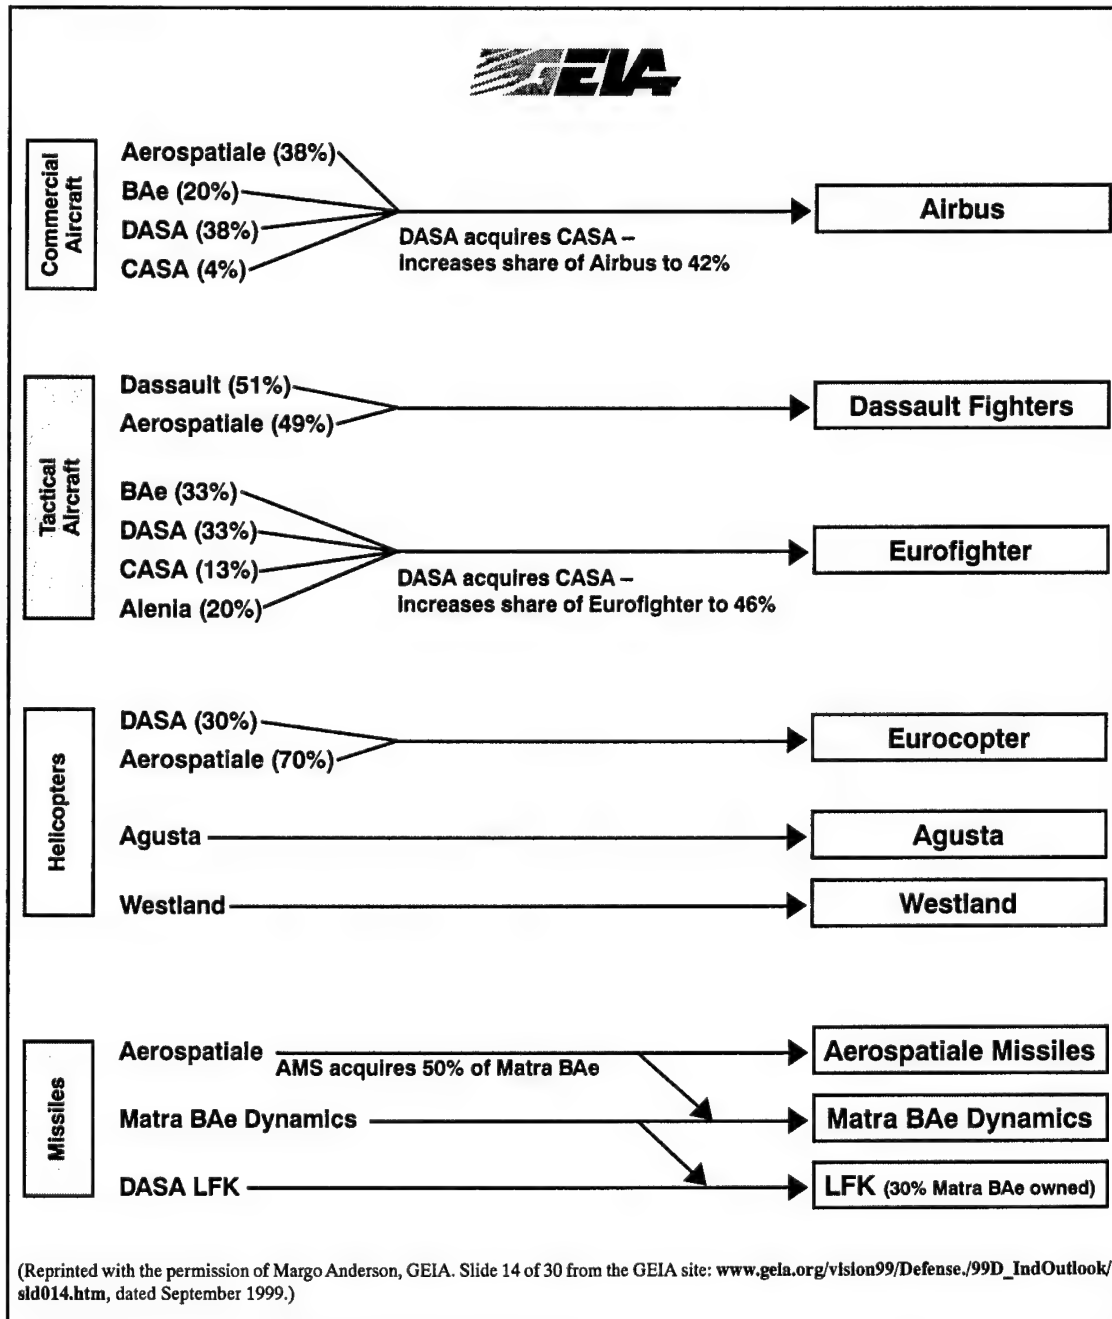 GEIA
Commercial
Aircraft
Aerospatiale (38%)
BAe (20%)
DASA (38%)
CASA (4%)
DASA acquires CASA –
increases share of Airbus to 42%
Airbus
Tactical
Aircraft
Dassault (51%)
Aerospatiale (49%)
Dassault Fighters
BAe (33%)
DASA (33%)
CASA (13%)
Alenia (20%)
DASA acquires CASA –
increases share of Eurofighter to 46%
Eurofighter
Helicopters
DASA (30%)
Aerospatiale (70%)
Eurocopter
Agusta
Agusta
Westland
Westland
Missiles
Aerospatiale
AMS acquires 50% of Matra BAe
Aerospatiale Missiles
Matra BAe Dynamics
Matra BAe Dynamics
DASA LFK
LFK (30% Matra BAe owned)
(Reprinted with the permission of Margo Anderson, GEIA. Slide 14 of 30 from the GEIA site: www.geia.org/vision99/Defense./99D_IndOutlook/
sld014.htm, dated September 1999.)